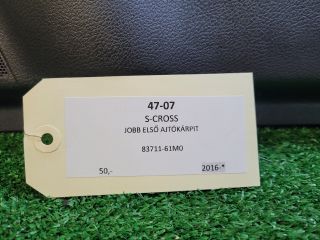 47-07
S-CROSS
JOBB ELSŐ AJTÓKÁRPIT
83711-61M0
50,- 2016-*